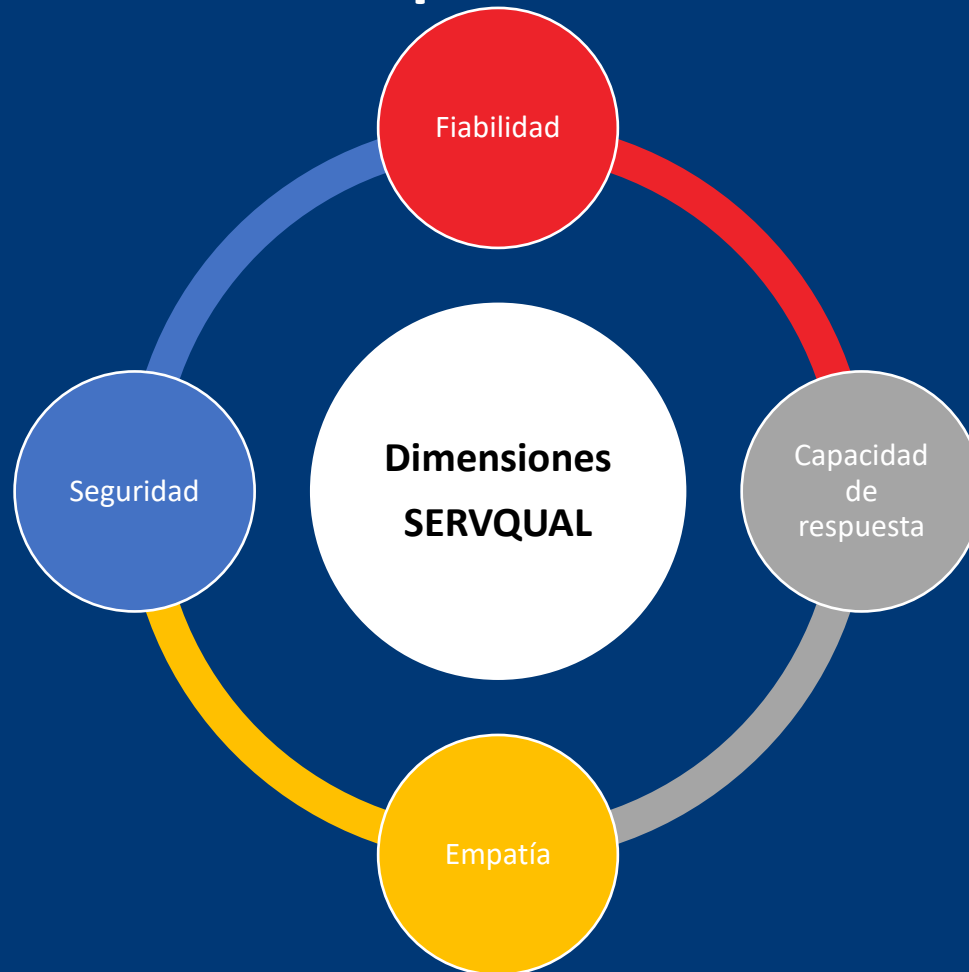 Fiabilidad
Dimensiones
SERVQUAL
Capacidad
de
respuesta
Seguridad
Empatía